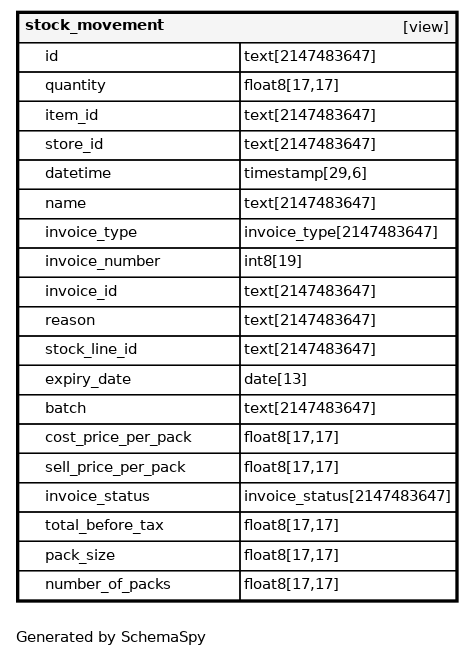 stock_movement [view]
id text[2147483647]
quantity float8[17,17]
item_id text[2147483647]
store_id text[2147483647]
datetime timestamp[29,6]
name text[2147483647]
invoice_type invoice_type[2147483647]
invoice_number int8[19]
invoice_id text[2147483647]
reason text[2147483647]
stock_line_id text[2147483647]
expiry_date date[13]
batch text[2147483647]
cost_price_per_pack float8[17,17]
sell_price_per_pack float8[17,17]
invoice_status invoice_status[2147483647]
total_before_tax float8[17,17]
pack_size float8[17,17]
number_of_packs float8[17,17]
Generated by SchemaSpy